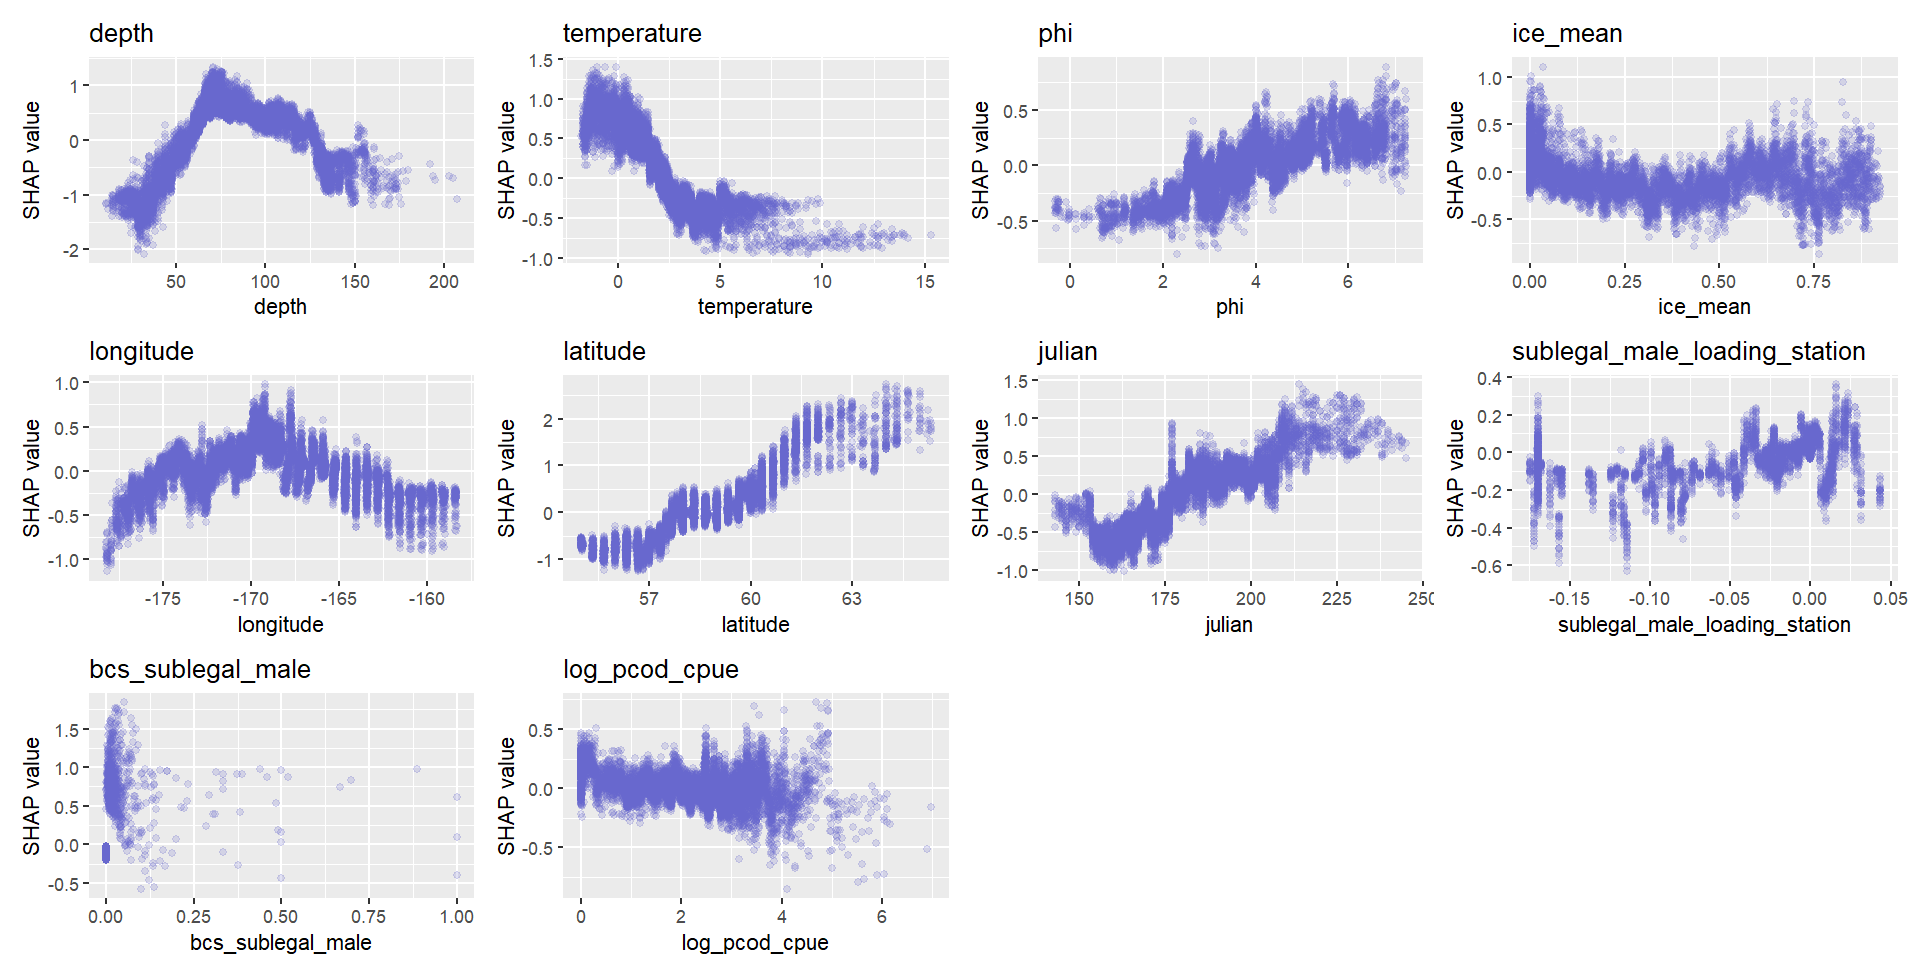 depth
temperature
phi
ice_mean
SHAP value
1
0
-1
-2
50
100
150
200
depth
SHAP value
1.5
1.0
0.5
0.0
-0.5
-1.0
0
5
10
15
temperature
SHAP value
0.5
0.0
-0.5
0
2
4
6
phi
SHAP value
1.0
0.5
0.0
-0.5
0.00
0.25
0.50
0.75
ice_mean
longitude
latitude
julian
sublegal_male_loading_station
SHAP value
1.0
0.5
0.0
-0.5
-1.0
-175
-170
-165
-160
longitude
SHAP value
2
1
0
-1
57
60
63
latitude
SHAP value
1.5
1.0
0.5
0.0
-0.5
-1.0
150
175
200
225
250
julian
SHAP value
0.4
0.2
0.0
-0.2
-0.4
-0.6
-0.15
-0.10
-0.05
0.00
0.05
sublegal_male_loading_station
bcs_sublegal_male
log_pcod_cpue
SHAP value
1.5
1.0
0.5
0.0
-0.5
0.00
0.25
0.50
0.75
1.00
bcs_sublegal_male
SHAP value
0.5
0.0
-0.5
0
2
4
6
log_pcod_cpue